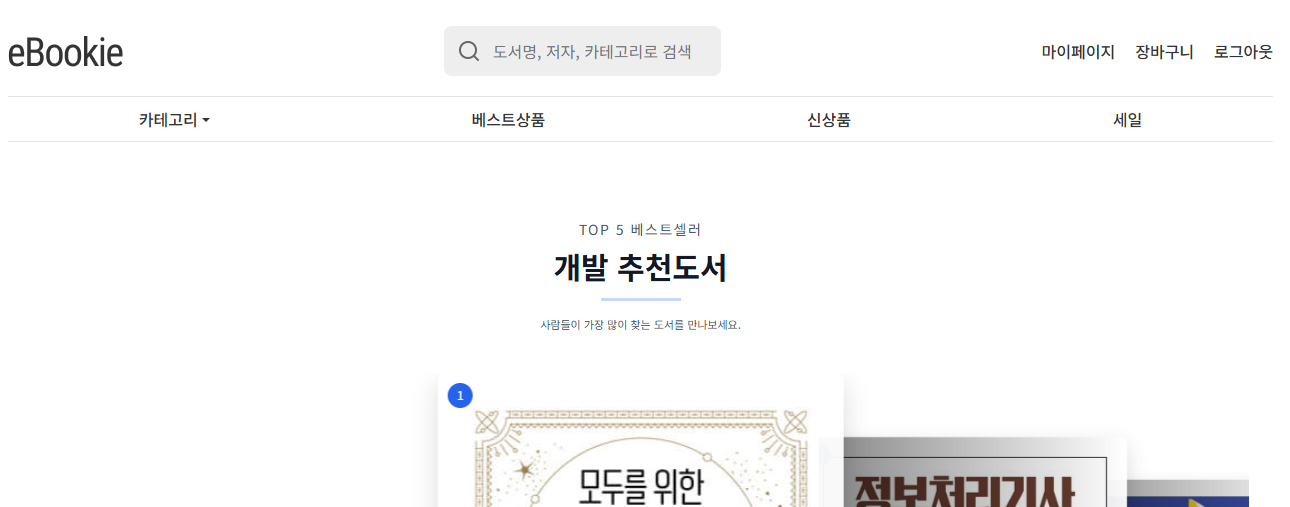 eBookie
도서명, 저자, 카테고리로 검색
마이페이지 장바구니 로그아웃
카테고리 베스트상품 신상품 세일
TOP 5 베스트셀러
개발 추천도서
사람들이 가장 많이 찾는 도서를 만나보세요.
1
모두를 위한
정보처리기사